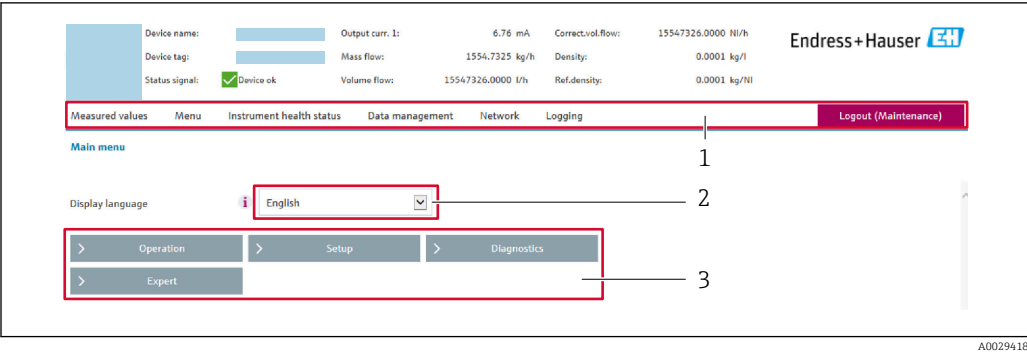 Device name: Output curr. 1: 6.76 mA Correct.vol.flow: 15547326.0000 Nl/h
Endress+Hauser EH
Device tag: Mass flow: 1554.7325 kg/h Density: 0.0001 kg/l
Status signal: Device ok Volume flow: 15547326.0000 l/h Ref.density: 0.0001 kg/Nl
Measured values Menu Instrument health status Data management Network Logging Logout (Maintenance)
1
Main menu
Display language i English 2
> Operation > Setup > Diagnostics
> Expert 3
A0029418